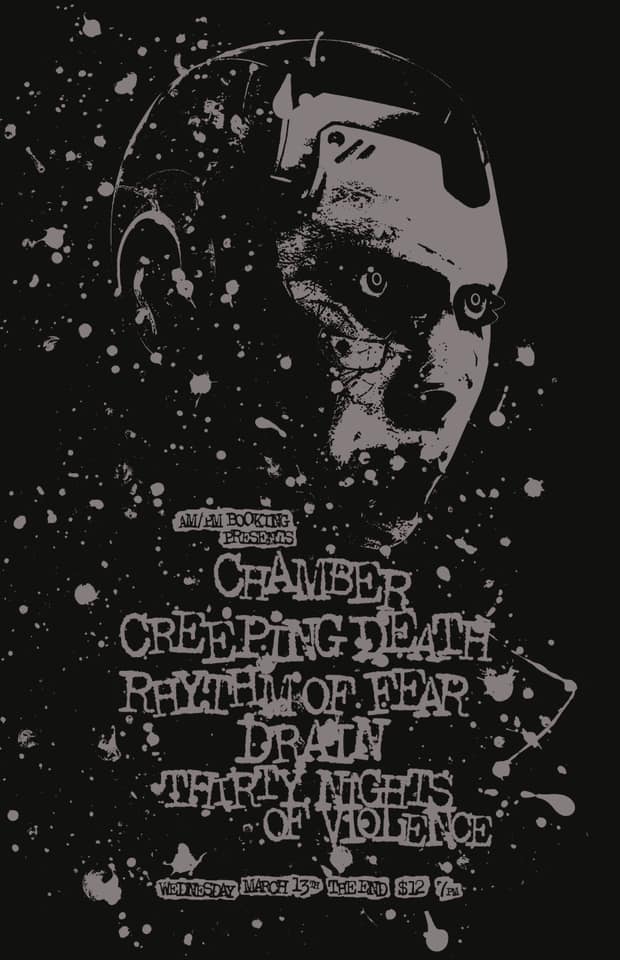 AM/PM BOOKING
PRESENTS
CHAMBER
CREEPING DEATH
RHYTHM OF FEAR
DRAIN
THIRTY NIGHTS
OF VIOLENCE
WEDNESDAY MARCH 13TH THE END $12 7PM